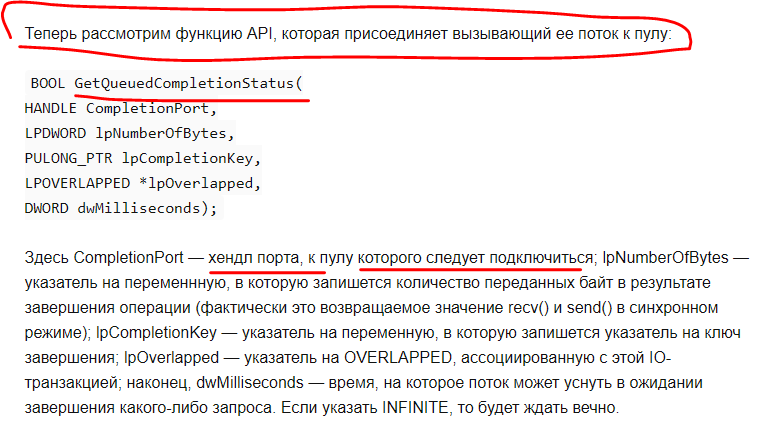 Теперь рассмотрим функцию API, которая присоединяет вызывающий ее поток к пулу:
BOOL GetQueuedCompletionStatus(
HANDLE CompletionPort,
LPDWORD lpNumberOfBytes,
PULONG_PTR lpCompletionKey,
LPOVERLAPPED *lpOverlapped,
DWORD dwMilliseconds);
Здесь CompletionPort — хендл порта, к пулу которого следует подключиться; lpNumberOfBytes —
указатель на переменнную, в которую запишется количество переданных байт в результате
завершения операции (фактически это возвращаемое значение recv() и send() в синхронном
режиме); lpCompletionKey — указатель на переменную, в которую запишется указатель на ключ
завершения; lpOverlapped — указатель на OVERLAPPED, ассоциированную с этой IO-
транзакцией; наконец, dwMilliseconds — время, на которое поток может уснуть в ожидании
завершения какого-либо запроса. Если указать INFINITE, то будет ждать вечно.